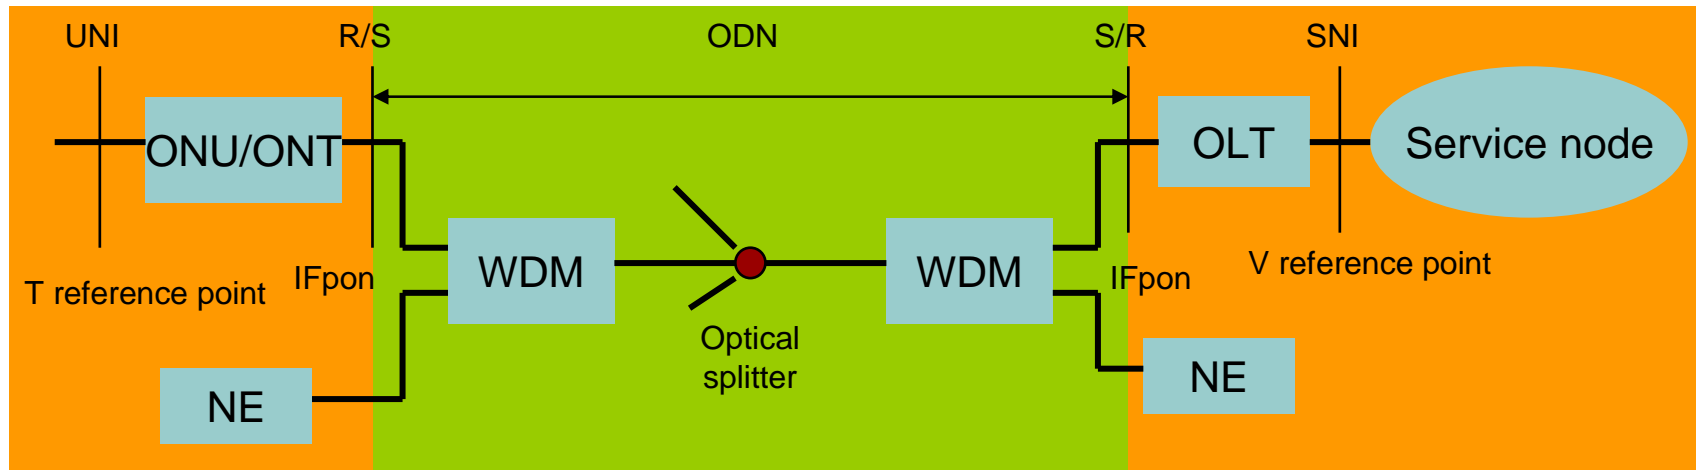 UNI
R/S
ODN
S/R
SNI
ONU/ONT
OLT
Service node
WDM
WDM
T reference point
IFpon
IFpon
V reference point
Optical
splitter
NE
NE